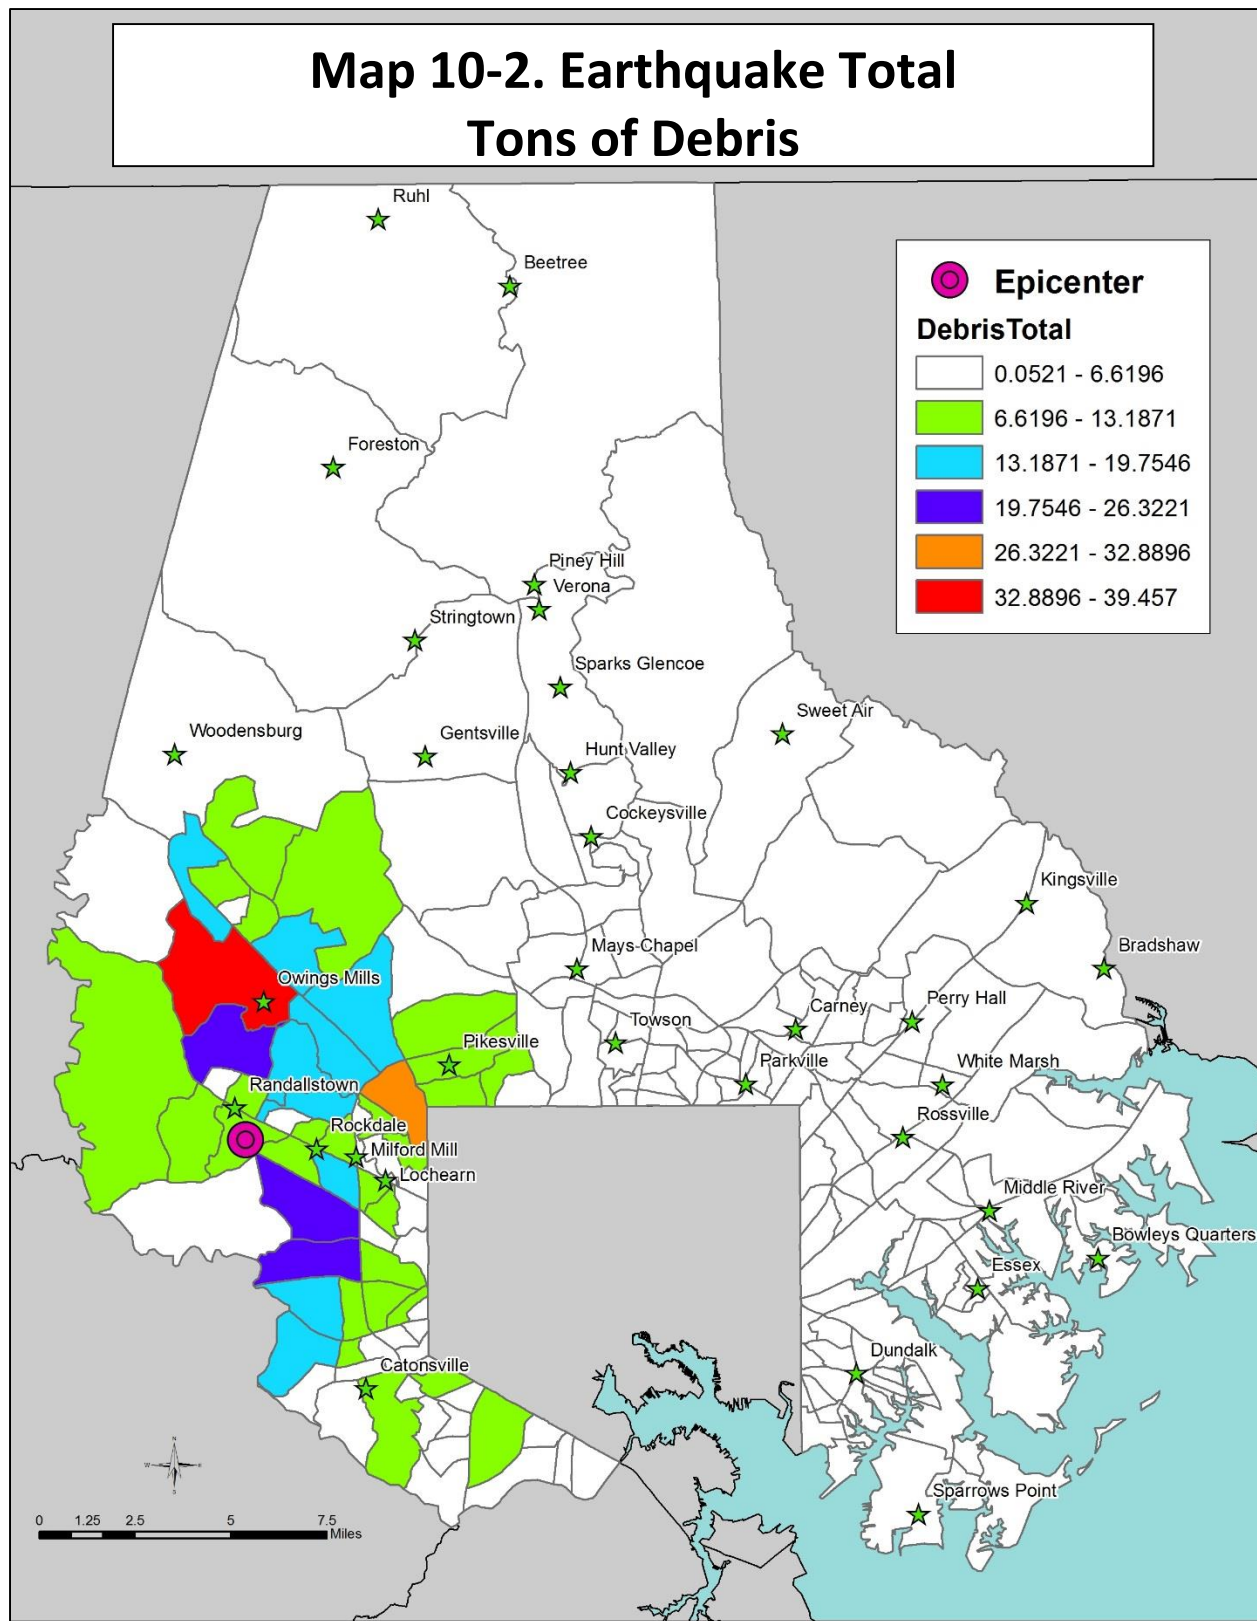 Map 10-2. Earthquake Total
Tons of Debris
Ruhl
Beetree
Epicenter
DebrisTotal
0.0521 - 6.6196
6.6196 - 13.1871
13.1871 - 19.7546
19.7546 - 26.3221
26.3221 - 32.8896
32.8896 - 39.457
Foreston
Piney Hill
Verona
Stringtown
Sparks Glencoe
Sweet Air
Woodensburg
Gentsville
Hunt Valley
Cockeysville
Kingsville
Mays-Chapel
Bradshaw
Owings Mills
Perry Hall
Carney
Towson
Pikesville
Parkville
White Marsh
Randallstown
Rossville
Rockdale
Milford Mill
Lochearn
Middle River
Bowleys Quarters
Essex
Dundalk
Catonsville
Sparrows Point
N
W E
S
0 1.25 2.5 5 7.5
Miles